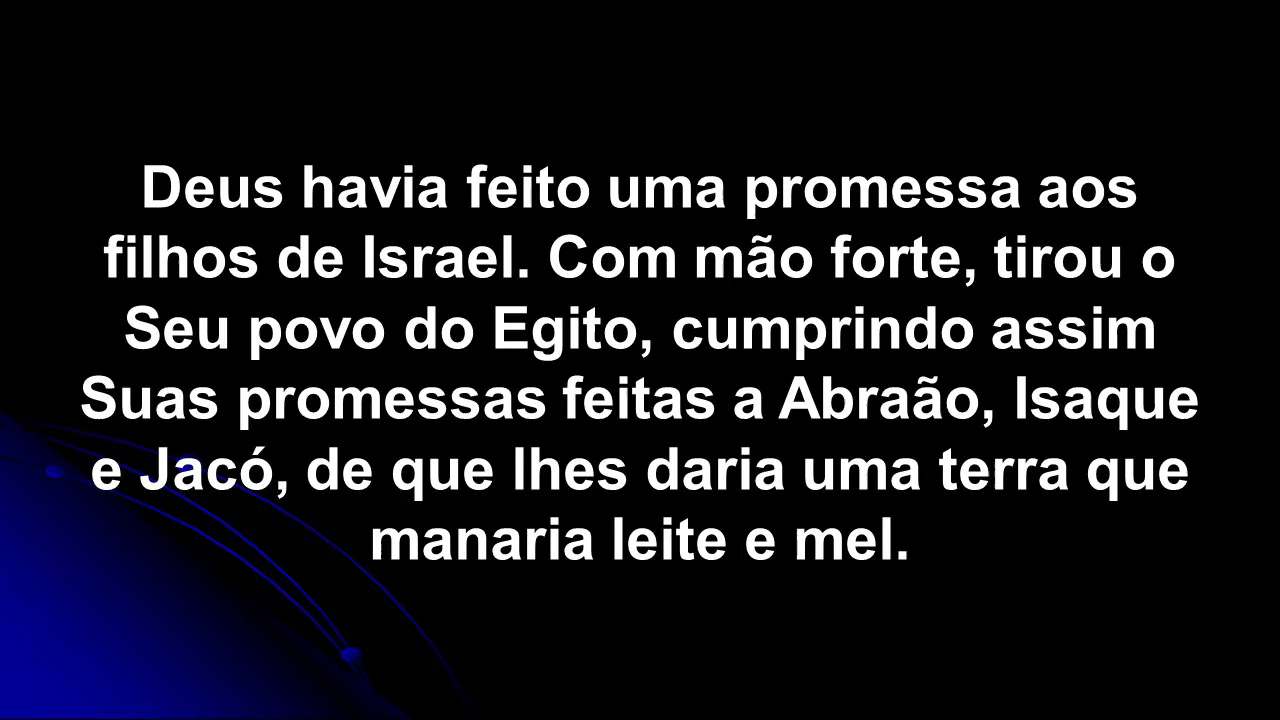 Deus havia feito uma promessa aos
filhos de Israel. Com mão forte, tirou o
Seu povo do Egito, cumprindo assim
Suas promessas feitas a Abraão, Isaque
e Jacó, de que lhes daria uma terra que
manaria leite e mel.